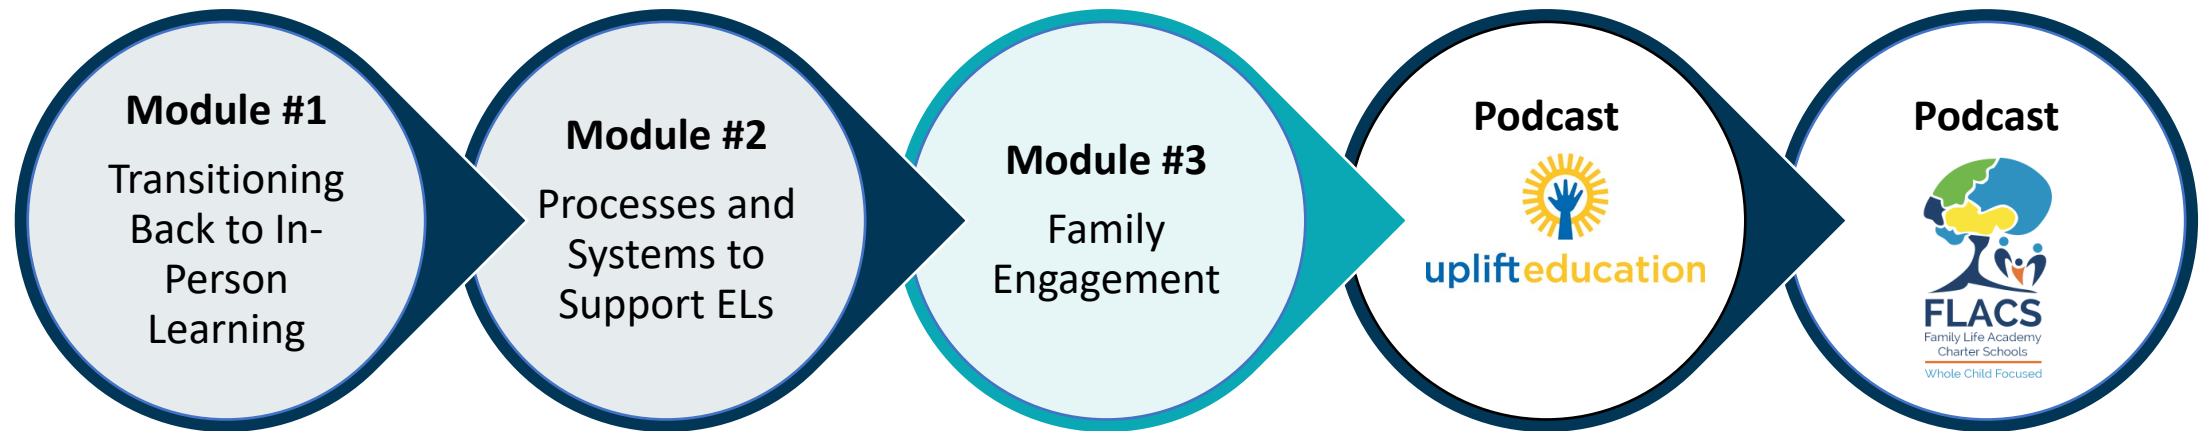 Module #1
Transitioning
Back to In-
Person
Learning
Module #2
Processes and
Systems to
Support ELs
Module #3
Family
Engagement
Podcast
uplifteducation
Podcast
FLACS
Family Life Academy
Charter Schools
Whole Child Focused